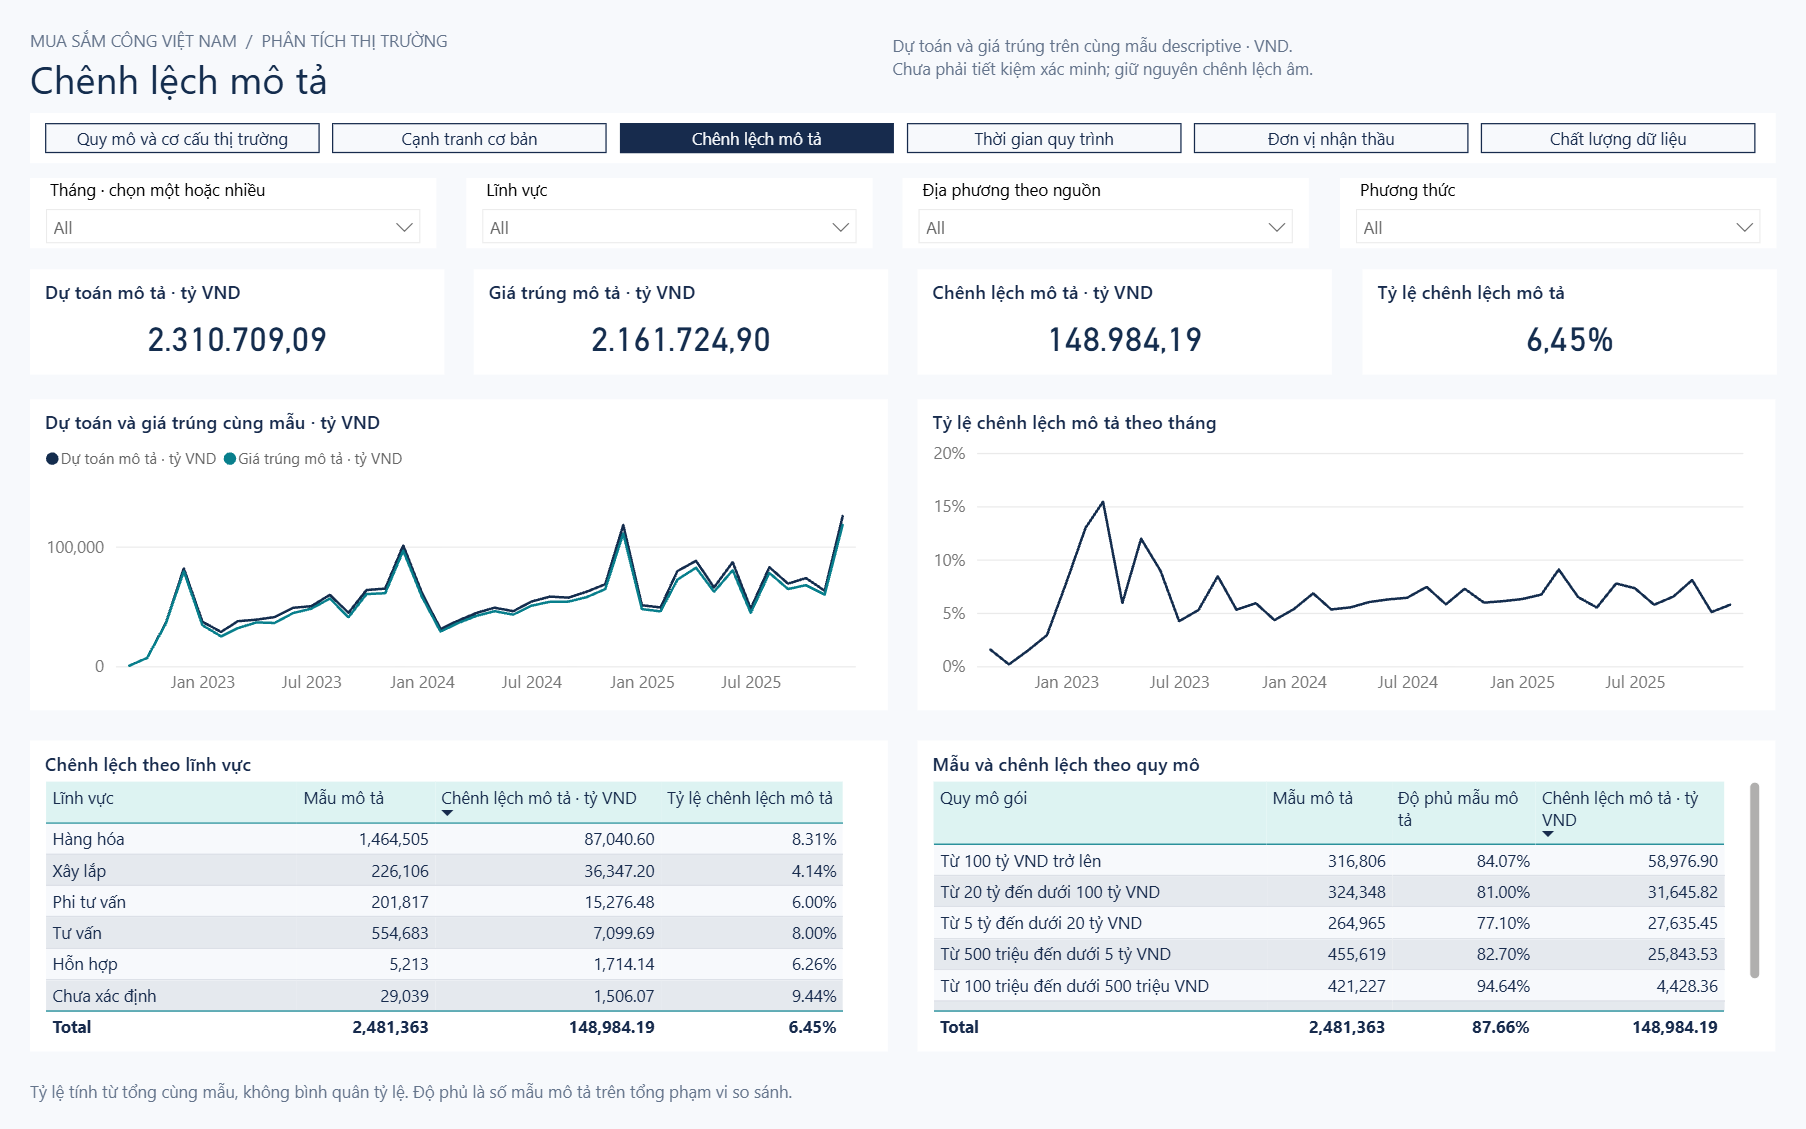 MUA SẮM CÔNG VIỆT NAM / PHÂN TÍCH THỊ TRƯỜNG
Chênh lệch mô tả
Dự toán và giá trúng trên cùng mẫu descriptive · VND.
Chưa phải tiết kiệm xác minh; giữ nguyên chênh lệch âm.
Quy mô và cơ cấu thị trường
Cạnh tranh cơ bản
Chênh lệch mô tả
Thời gian quy trình
Đơn vị nhận thầu
Chất lượng dữ liệu
Tháng · chọn một hoặc nhiều
All
Lĩnh vực
All
Địa phương theo nguồn
All
Phương thức
All
Dự toán mô tả · tỷ VND
2.310.709,09
Giá trúng mô tả · tỷ VND
2.161.724,90
Chênh lệch mô tả · tỷ VND
148.984,19
Tỷ lệ chênh lệch mô tả
6,45%
Dự toán và giá trúng cùng mẫu · tỷ VND
Dự toán mô tả · tỷ VND Giá trúng mô tả · tỷ VND
100,000
0
Jan 2023 Jul 2023 Jan 2024 Jul 2024 Jan 2025 Jul 2025
Tỷ lệ chênh lệch mô tả theo tháng
20%
15%
10%
5%
0%
Jan 2023 Jul 2023 Jan 2024 Jul 2024 Jan 2025 Jul 2025
Chênh lệch theo lĩnh vực
Lĩnh vực Mẫu mô tả Chênh lệch mô tả · tỷ VND Tỷ lệ chênh lệch mô tả
Hàng hóa 1,464,505 87,040.60 8.31%
Xây lắp 226,106 36,347.20 4.14%
Phi tư vấn 201,817 15,276.48 6.00%
Tư vấn 554,683 7,099.69 8.00%
Hỗn hợp 5,213 1,714.14 6.26%
Chưa xác định 29,039 1,506.07 9.44%
Total 2,481,363 148,984.19 6.45%
Mẫu và chênh lệch theo quy mô
Quy mô gói Mẫu mô tả Độ phủ mẫu mô Chênh lệch mô tả · tỷ
tả VND
Từ 100 tỷ VND trở lên 316,806 84.07% 58,976.90
Từ 20 tỷ đến dưới 100 tỷ VND 324,348 81.00% 31,645.82
Từ 5 tỷ đến dưới 20 tỷ VND 264,965 77.10% 27,635.45
Từ 500 triệu đến dưới 5 tỷ VND 455,619 82.70% 25,843.53
Từ 100 triệu đến dưới 500 triệu VND 421,227 94.64% 4,428.36
Total 2,481,363 87.66% 148,984.19
Tỷ lệ tính từ tổng cùng mẫu, không bình quân tỷ lệ. Độ phủ là số mẫu mô tả trên tổng phạm vi so sánh.